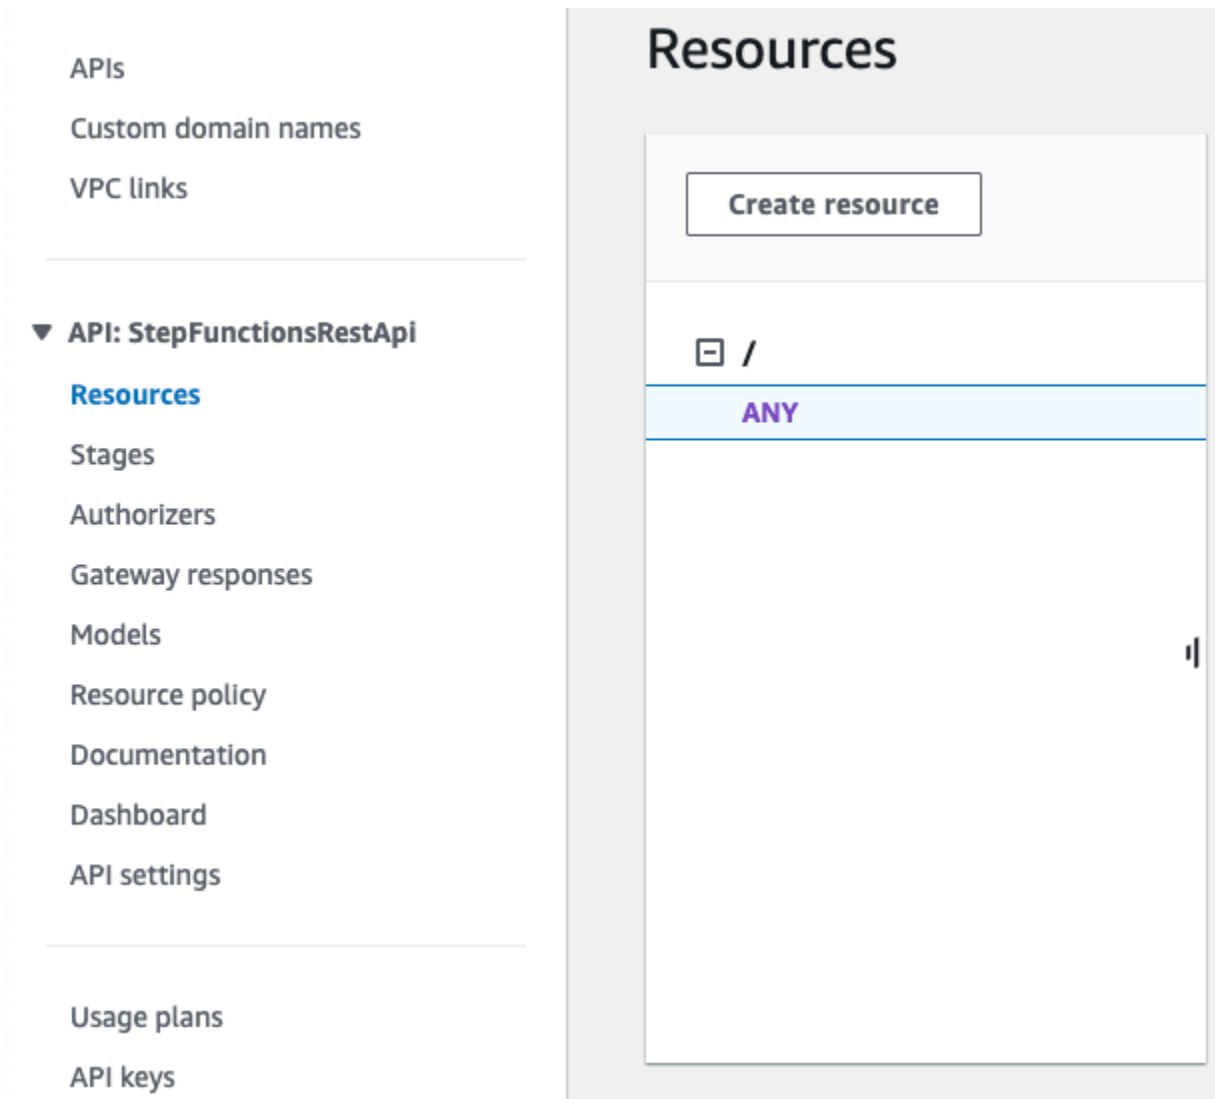 APIs
Custom domain names
VPC links
API: StepFunctionsRestApi
Resources
Stages
Authorizers
Gateway responses
Models
Resource policy
Documentation
Dashboard
API settings
Usage plans
API keys
Resources
Create resource
/
ANY